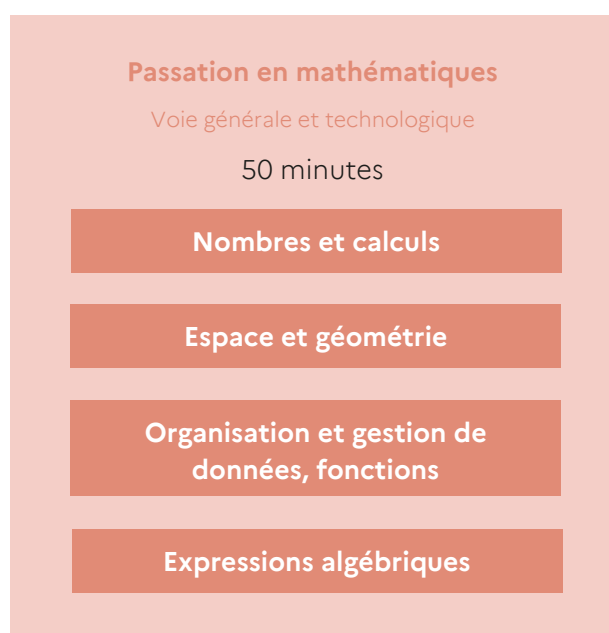 Passation en mathématiques
Voie générale et technologique
50 minutes
Nombres et calculs
Espace et géométrie
Organisation et gestion de
données, fonctions
Expressions algébriques